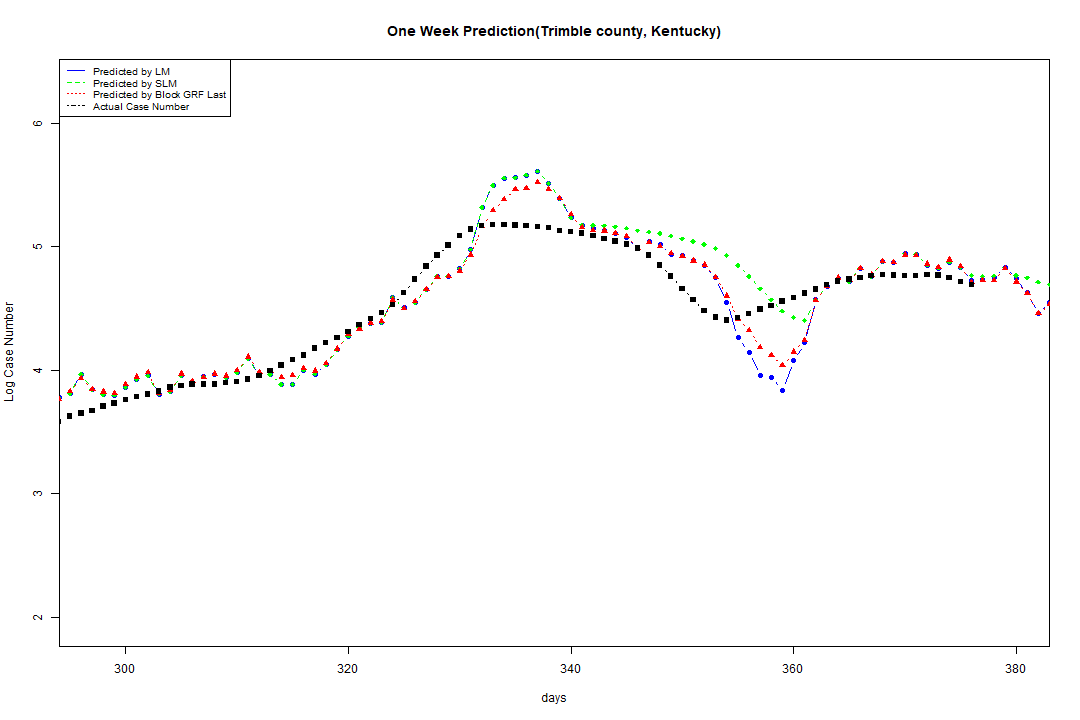 One Week Prediction(Trimble county, Kentucky)
Predicted by LM
Predicted by SLM
Predicted by Block GRF Last
Actual Case Number
6
5
4
3
2
Log Case Number
300 320 340 360 380
days